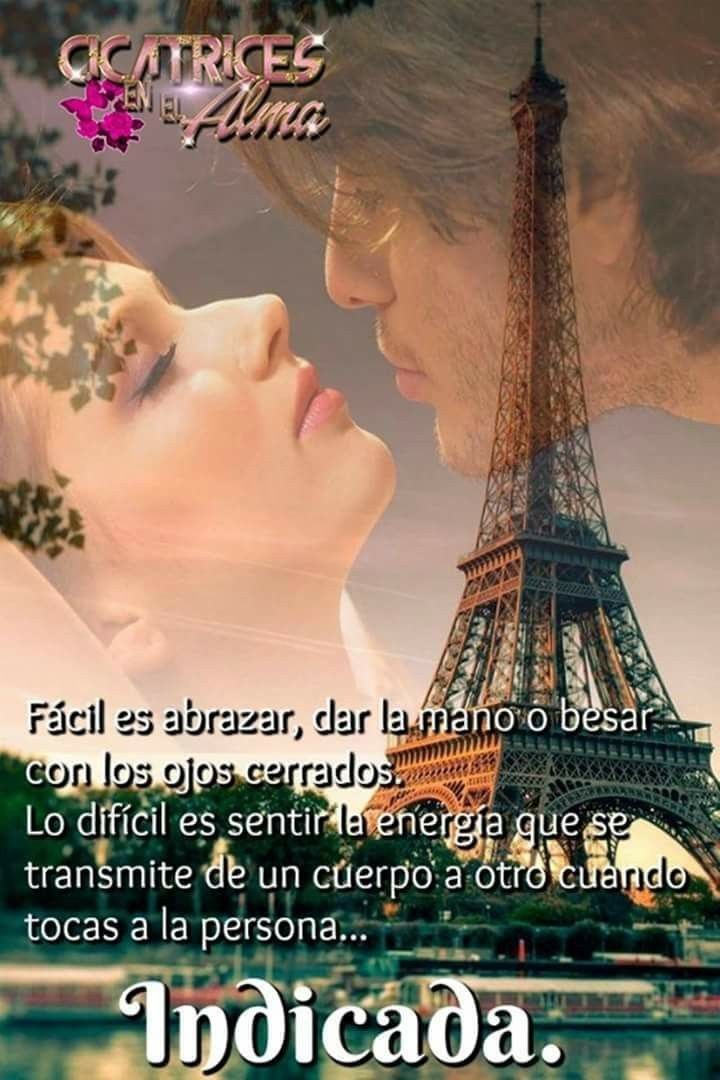 CICATRICES
EN EL Alma
Fácil es abrazar, dar la mano o besar
con los ojos cerrados.
Lo difícil es sentir la energía que se
transmite de un cuerpo a otro cuando
tocas a la persona...
Indicada.